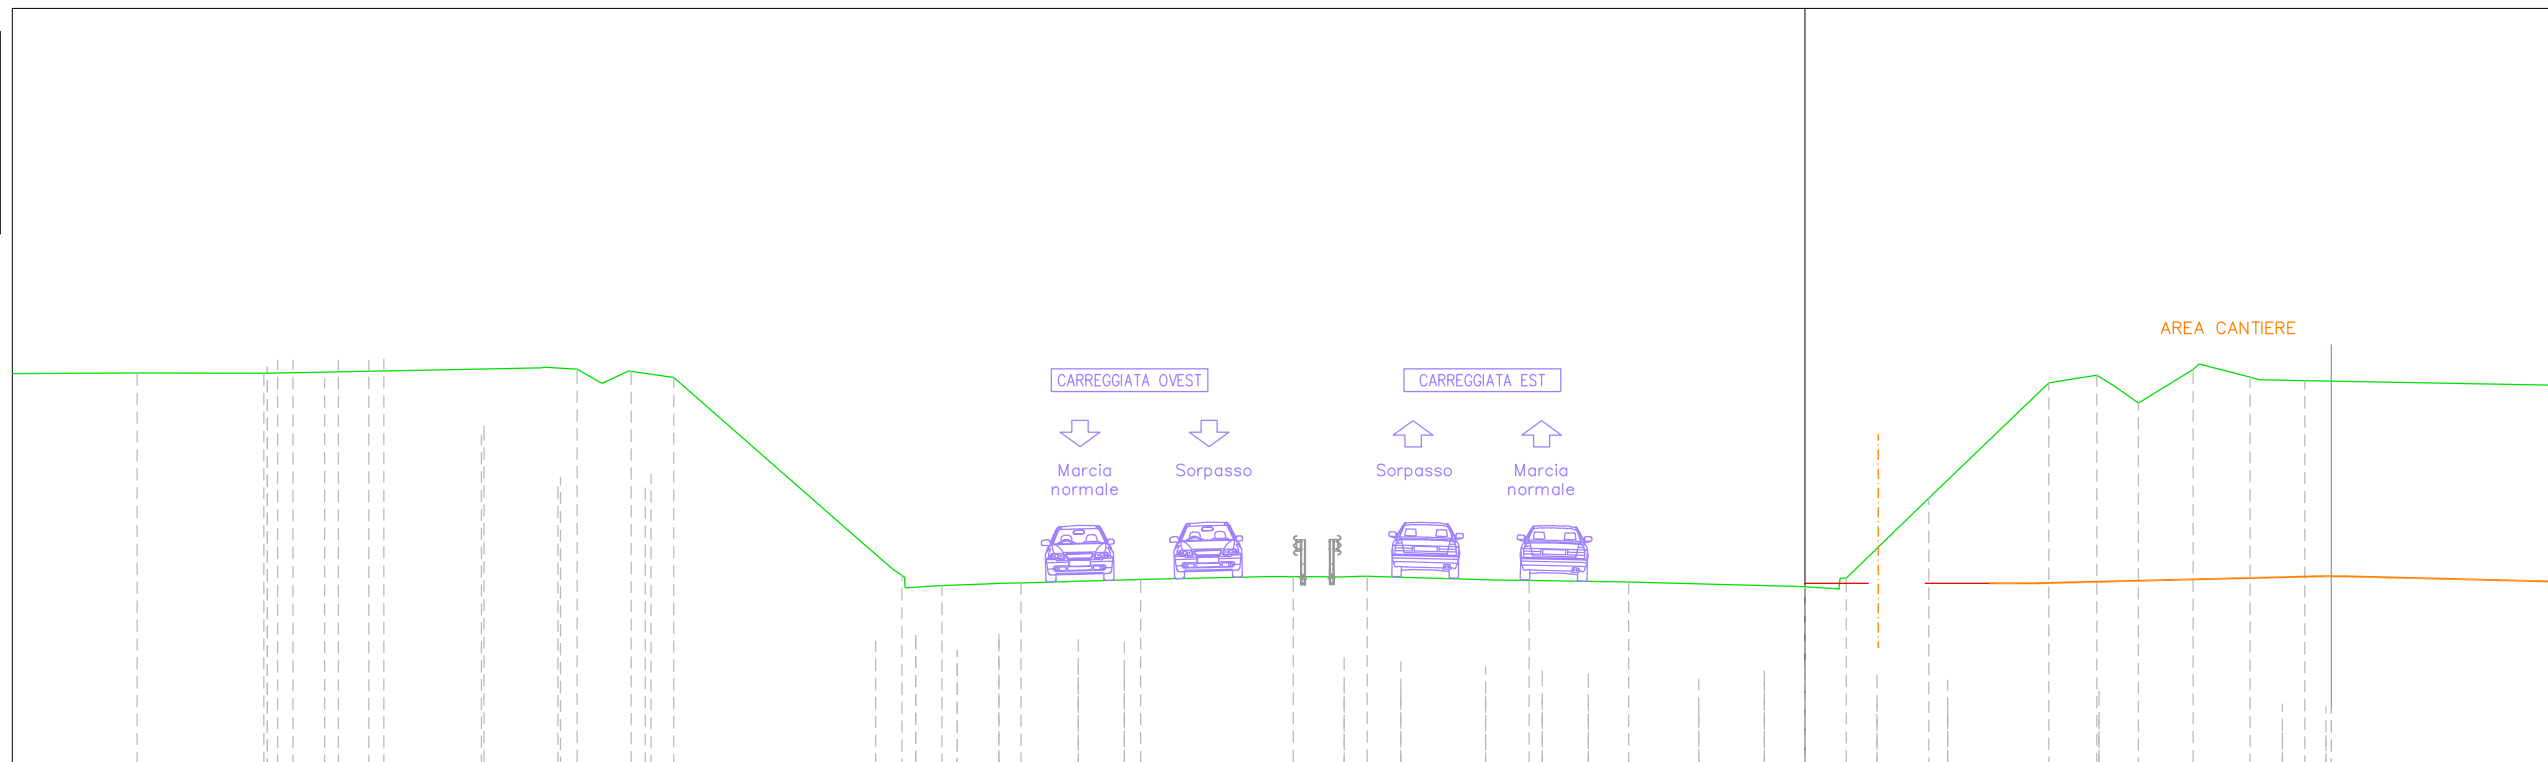 AREA CANTIERE
CARREGGIATA OVEST
CARREGGIATA EST
Marcia
normale
Sorpasso
Sorpasso
Marcia
normale